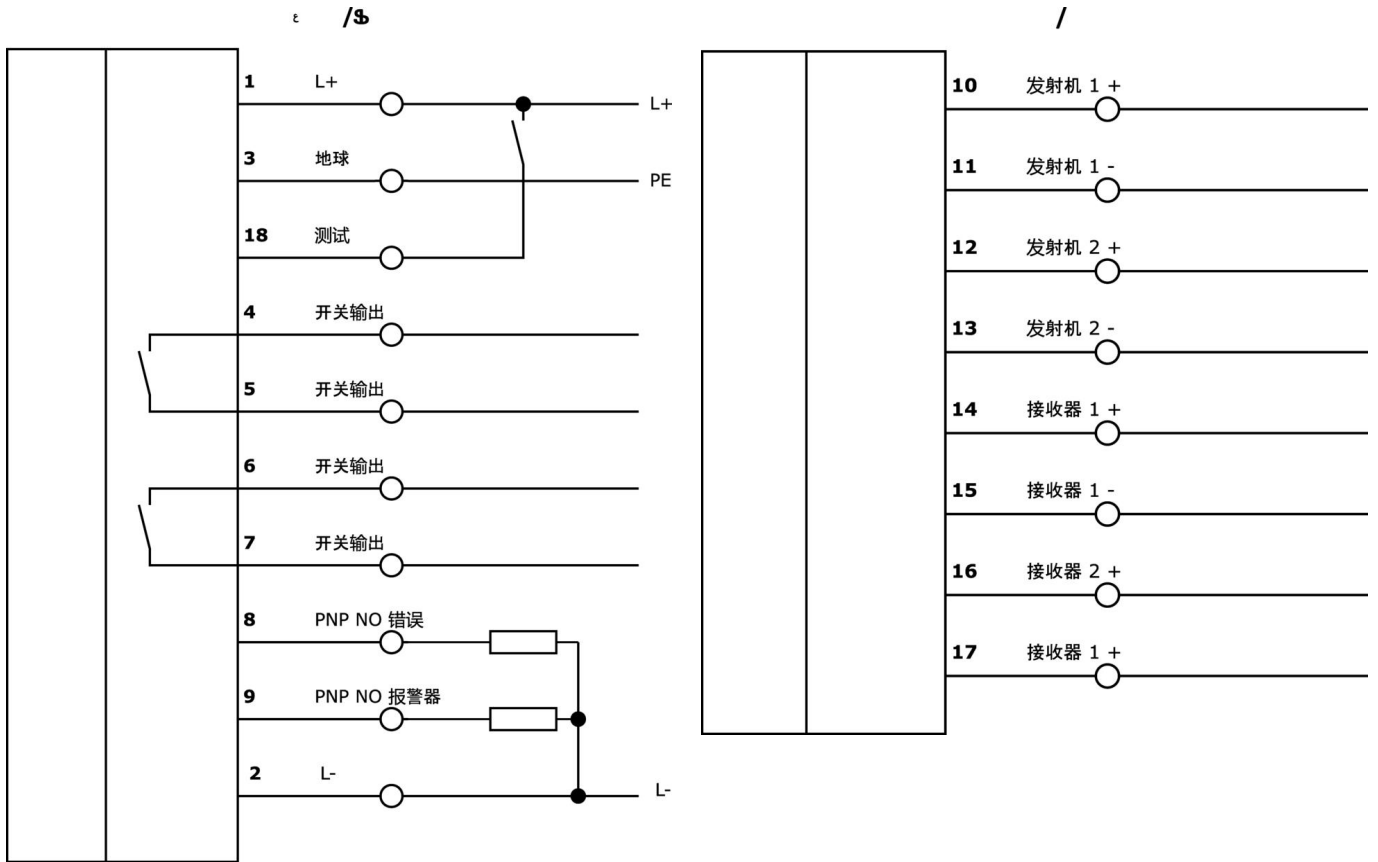 1 L+ L+
3 地球 PE
18 测试
4 开关输出
5 开关输出
6 开关输出
7 开关输出
8 PNP NO 错误
9 PNP NO 报警器
2 L- L-
/
10 发射机 1 +
11 发射机 1 -
12 发射机 2 +
13 发射机 2 -
14 接收器 1 +
15 接收器 1 -
16 接收器 2 +
17 接收器 1 +